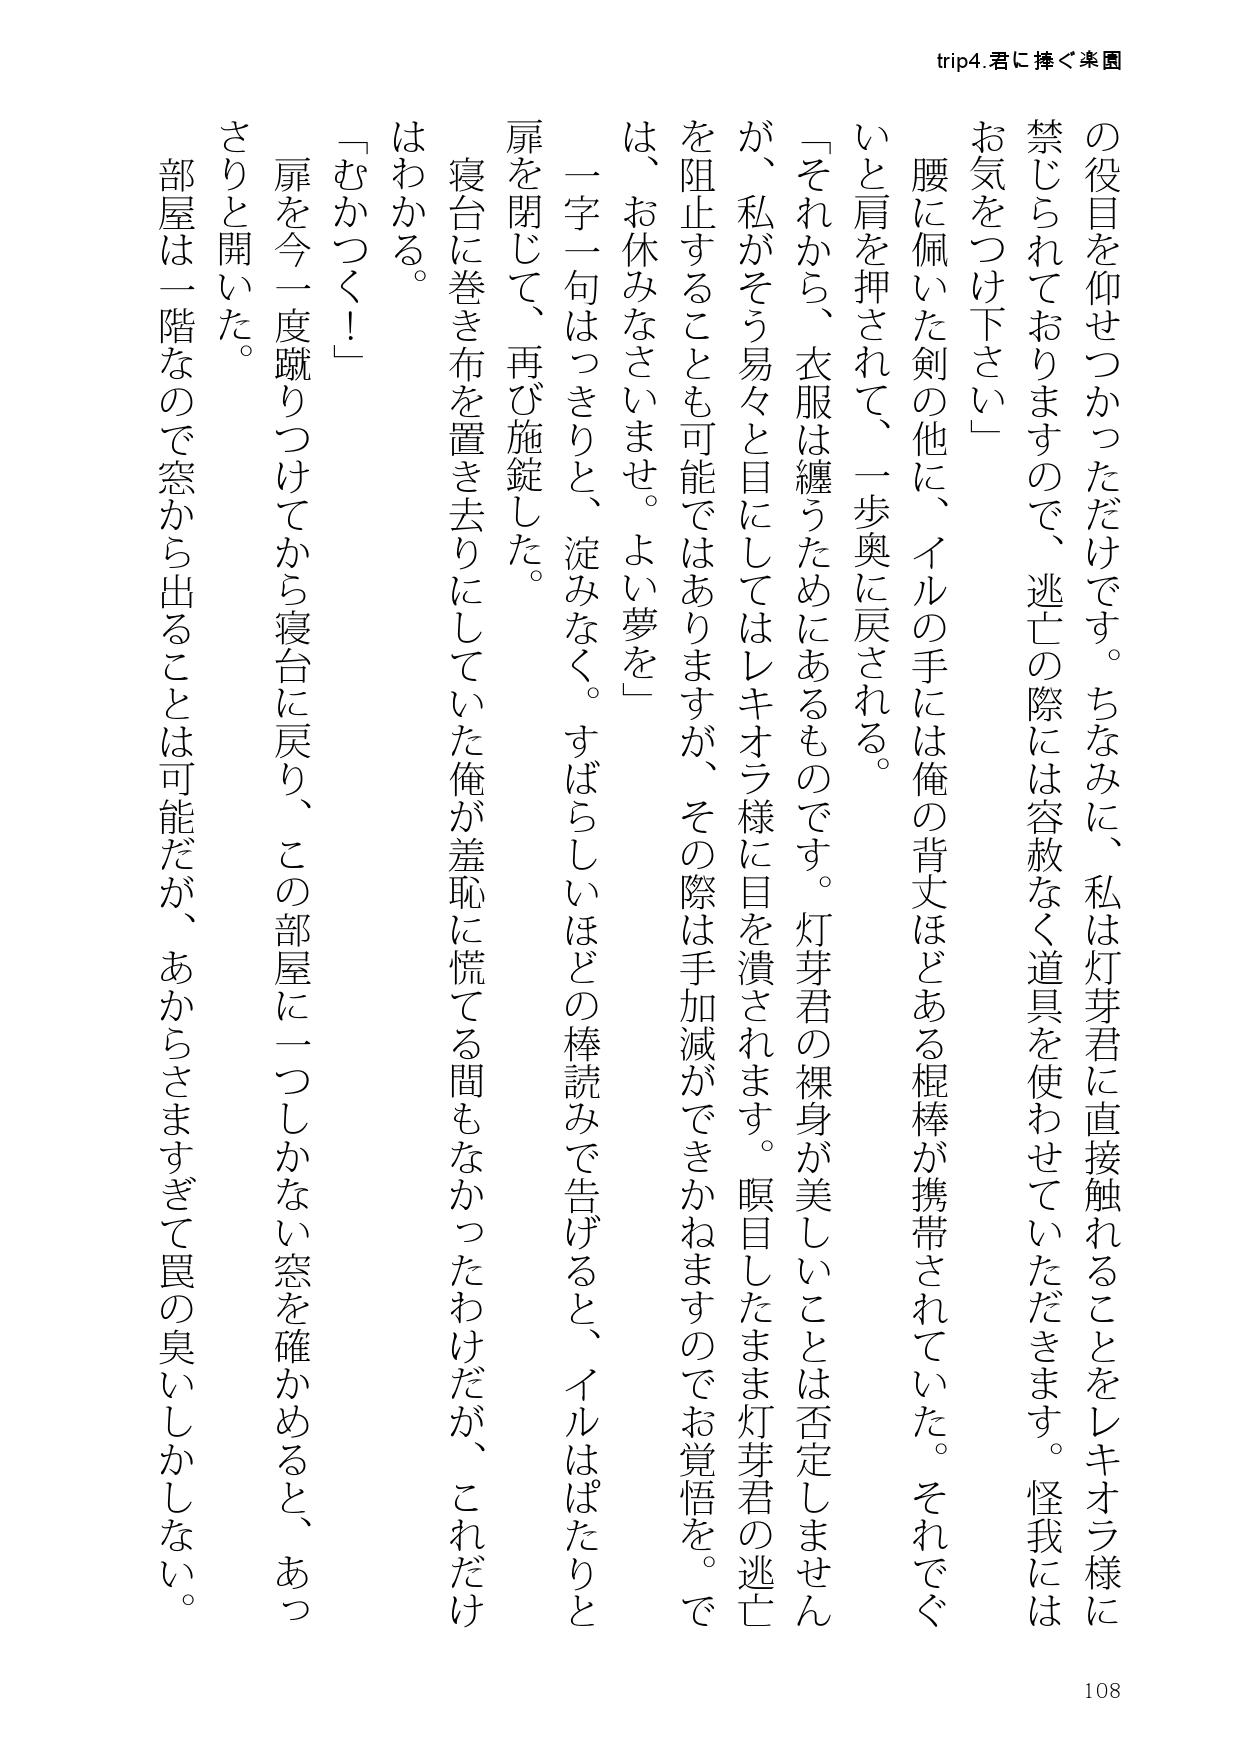 trip4.君に捧ぐ楽園
の役目を仰せつかっただけです。ちなみに、私は灯芽君に直接触れることをレキオラ様に
禁じられておりますので、逃亡の際には容赦なく道具を使わせていただきます。怪我には
お気をつけ下さい」
　腰に佩いた剣の他に、イルの手には俺の背丈ほどある棍棒が携帯されていた。それでぐ
いと肩を押されて、一歩奥に戻される。
「それから、衣服は纏うためにあるものです。灯芽君の裸身が美しいことは否定しません
が、私がそう易々と目にしてはレキオラ様に目を潰されます。瞑目したまま灯芽君の逃亡
を阻止することも可能ではありますが、その際は手加減ができかねますのでお覚悟を。で
は、お休みなさいませ。よい夢を」
　一字一句はっきりと、淀みなく。すばらしいほどの棒読みで告げると、イルはぱたりと
扉を閉じて、再び施錠した。
　寝台に巻き布を置き去りにしていた俺が羞恥に慌てる間もなかったわけだが、これだけ
はわかる。
「むかつく！」
　扉を今一度蹴りつけてから寝台に戻り、この部屋に一つしかない窓を確かめると、あっ
さりと開いた。
　部屋は一階なので窓から出ることは可能だが、あからさますぎて罠の臭いしかしない。
108